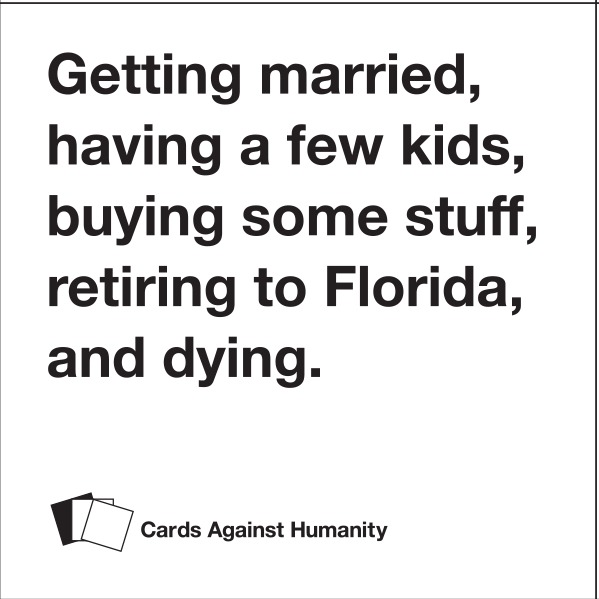 Getting married,
having a few kids,
buying some stuff,
retiring to Florida,
and dying.
Cards Against Humanity